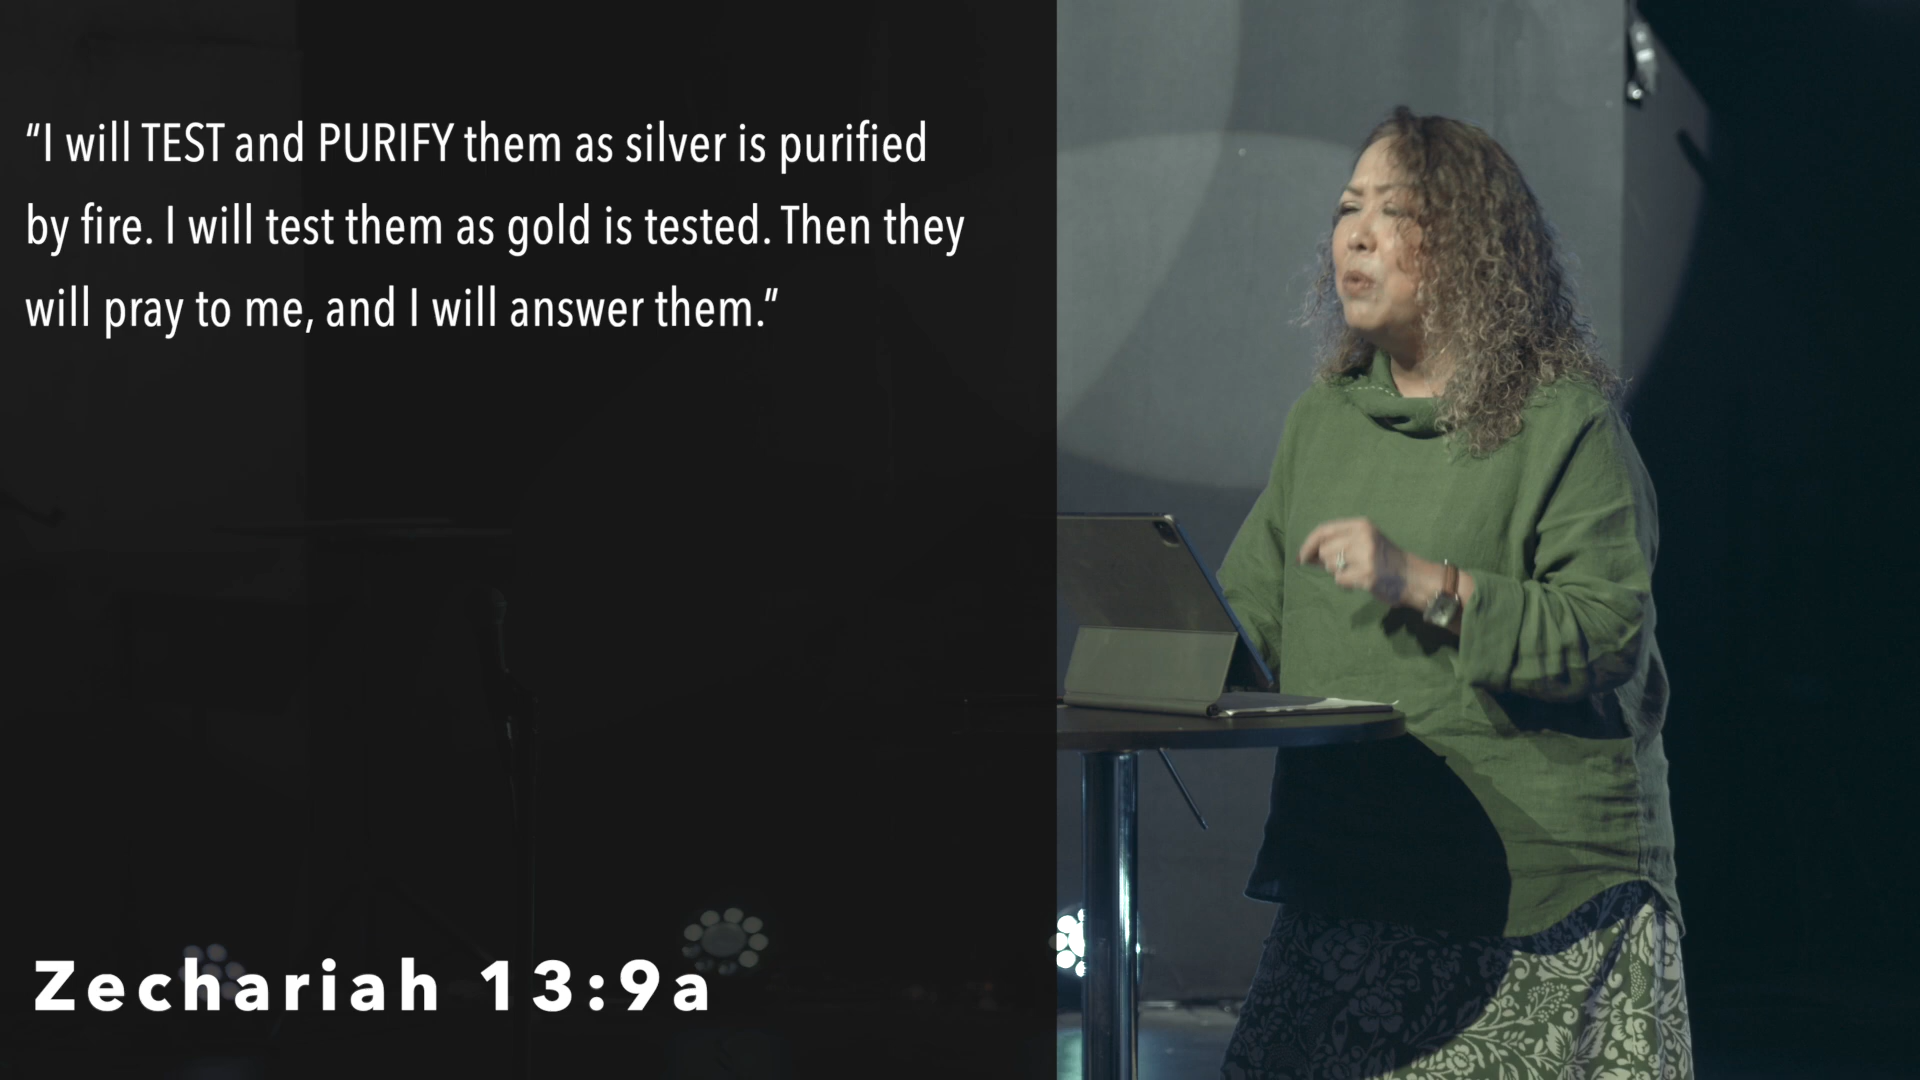 “I will TEST and PURIFY them as silver is purified
by fire. I will test them as gold is tested. Then they
will pray to me, and I will answer them.”
Zechariah 13:9a